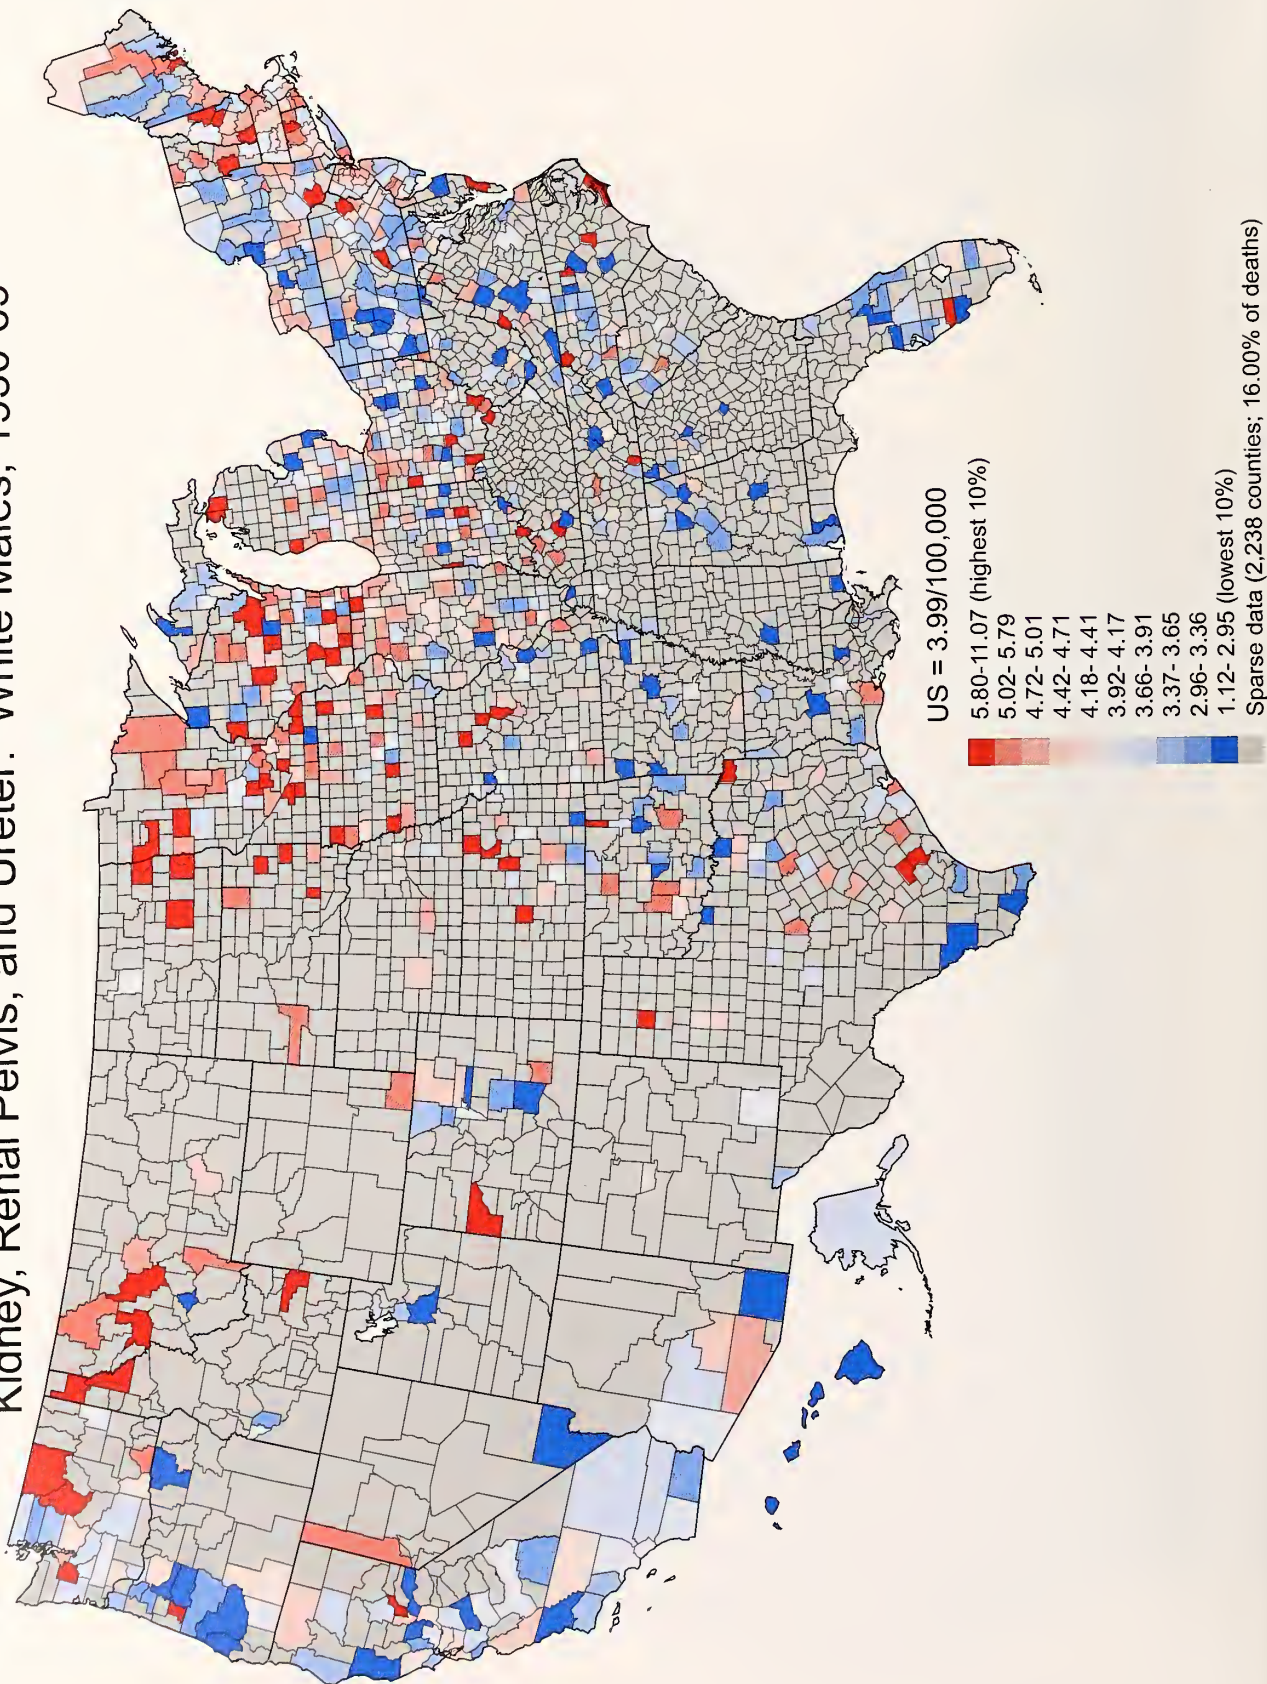 Kidney, Renal Pelvis, and Ureter: White Males,
US = 3.99/100,000
5.80-11.07 (highest 10%)
5.02- 5.79
4.72- 5.01
4.42- 4.71
4.18- 4.41
3.92- 4.17
3.66- 3.91
3.37- 3.65
2.96- 3.36
1.12- 2.95 (lowest 10%)
Sparse data (2,238 counties; 16.00% of deaths)